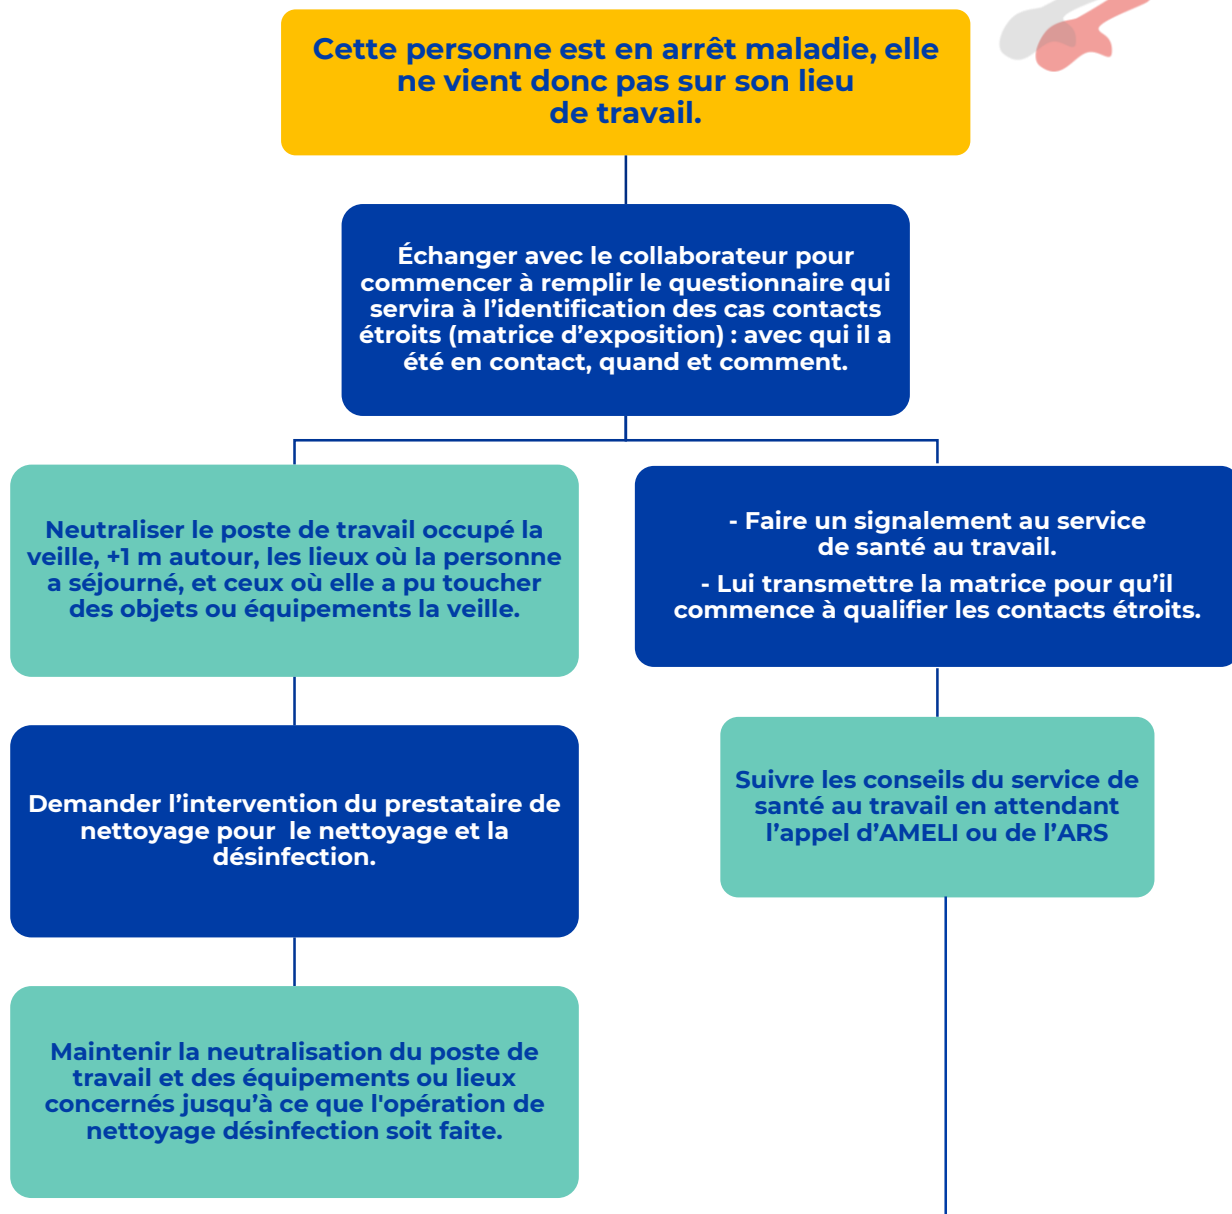 Cette personne est en arrêt maladie, elle
ne vient donc pas sur son lieu
de travail.
Échanger avec le collaborateur pour
commencer à remplir le questionnaire qui
servira à l’identification des cas contacts
étroits (matrice d’exposition) : avec qui il a
été en contact, quand et comment.
Neutraliser le poste de travail occupé la
veille, +1 m autour, les lieux où la personne
a séjourné, et ceux où elle a pu toucher
des objets ou équipements la veille.
- Faire un signalement au service
de santé au travail.
- Lui transmettre la matrice pour qu’il
commence à qualifier les contacts étroits.
Demander l’intervention du prestataire de
nettoyage pour le nettoyage et la
désinfection.
Suivre les conseils du service de
santé au travail en attendant
l’appel d’AMELI ou de l’ARS
Maintenir la neutralisation du poste de
travail et des équipements ou lieux
concernés jusqu’à ce que l'opération de
nettoyage désinfection soit faite.